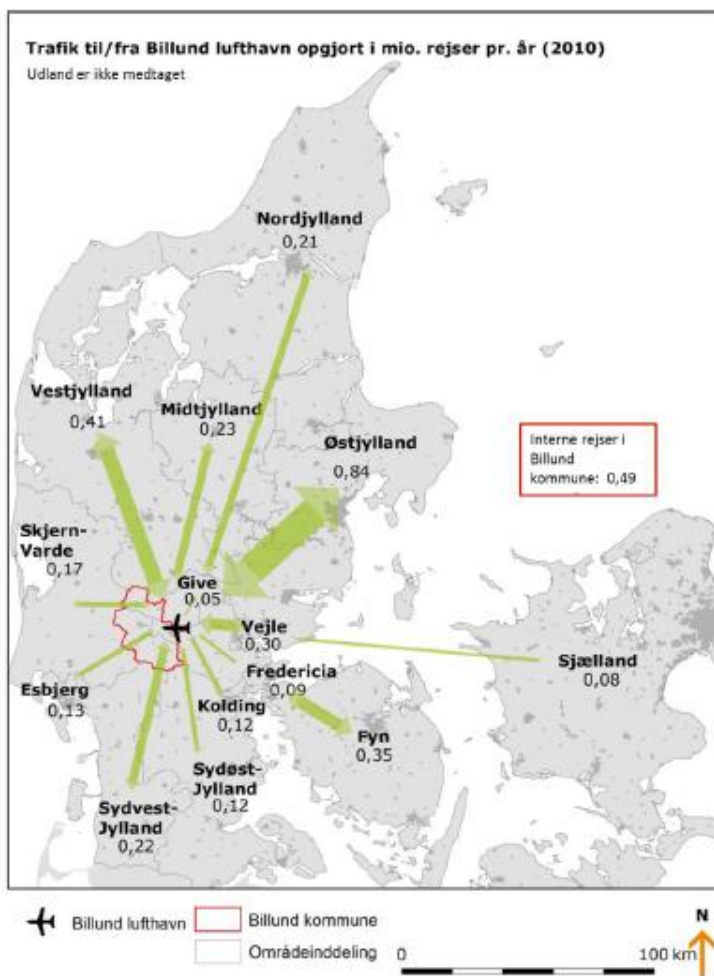 Trafik til/fra Billund lufthavn opgjort i mio. rejser pr. år (2010)
Udland er ikke medtaget
Nordjylland
0,21
Vestjylland
0,41
Midtjylland
0,23
Østjylland
0,84
Interne rejser i
Billund
kommune: 0,49
Skjern-
Varde
0,17
Give
0,05
Vejle
0,30
Sjælland
0,08
Fredericia
0,09
Esbjerg
0,13
Kolding
0,12
Fyn
0,35
Sydøst-
Jylland
0,12
Sydvest-
Jylland
0,22
Billund lufthavn
Billund kommune
Områdeinddeling
0
100 km
N